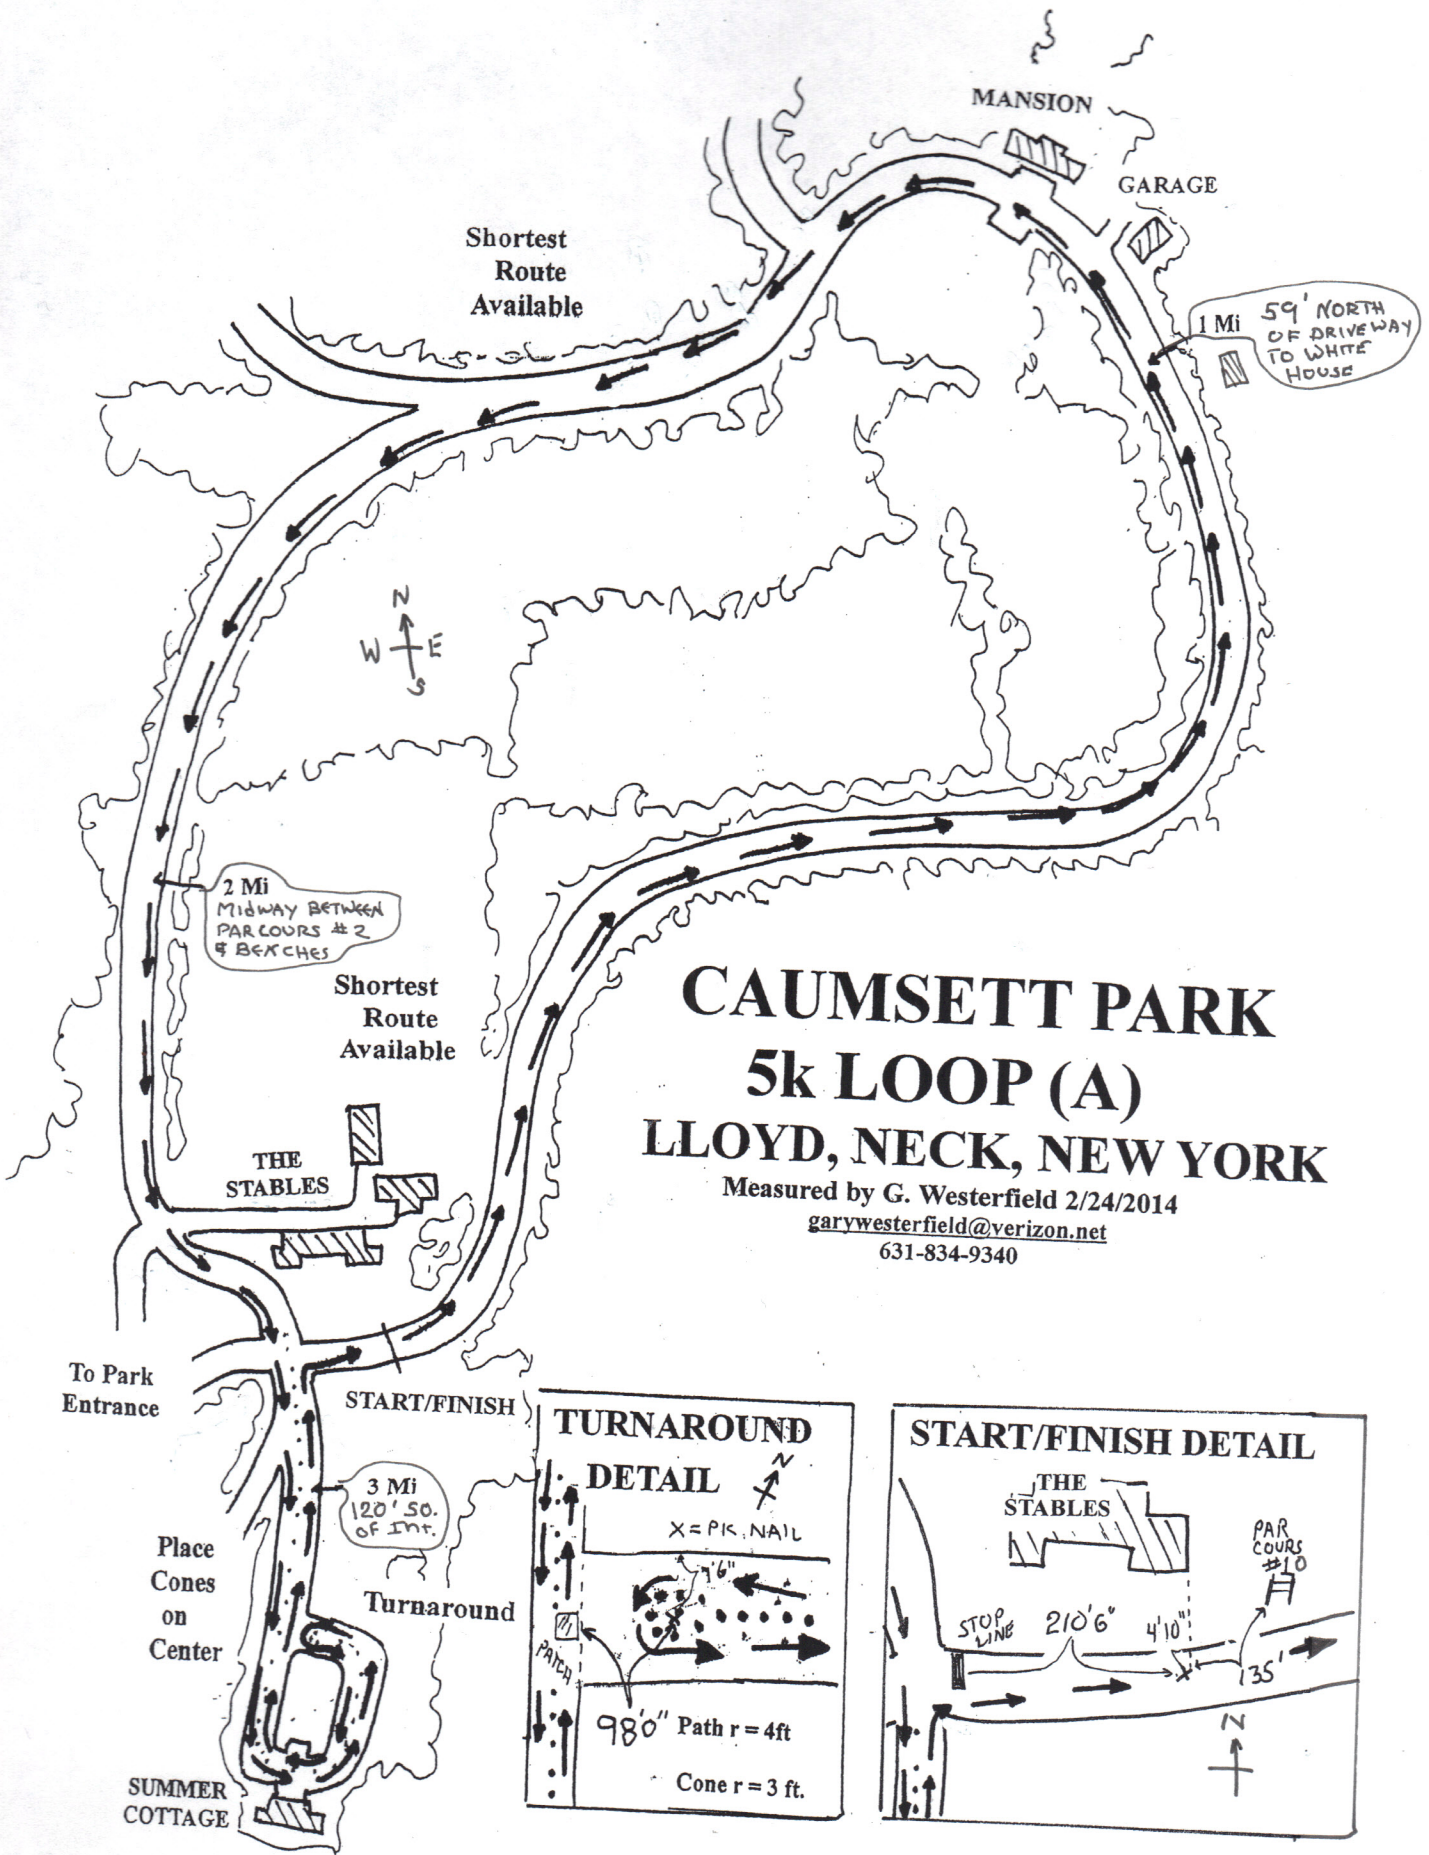 MANSION
GARAGE
Shortest
Route
Available
1 Mi
59' NORTH
OF DRIVEWAY
TO WHITE
HOUSE
N
W E
S
2 Mi
MIDWAY BETWEEN
PARCOURS #2
& BENCHES
Shortest
Route
Available
CAUMSETT PARK
5k LOOP (A)
LLOYD, NECK, NEW YORK
Measured by G. Westerfield 2/24/2014
garywesterfield@verizon.net
631-834-9340
THE
STABLES
To Park
Entrance
START/FINISH
3 Mi
120' SO.
OF INT.
Place
Cones
on
Center
Turnaround
SUMMER
COTTAGE
TURNAROUND
DETAIL
N
X = PK NAIL
PATCH
98'0" Path r = 4ft
Cone r = 3 ft.
START/FINISH DETAIL
THE
STABLES
PAR
COURS
#10
STOP
LINE
210'6"
4'10"
135'
N